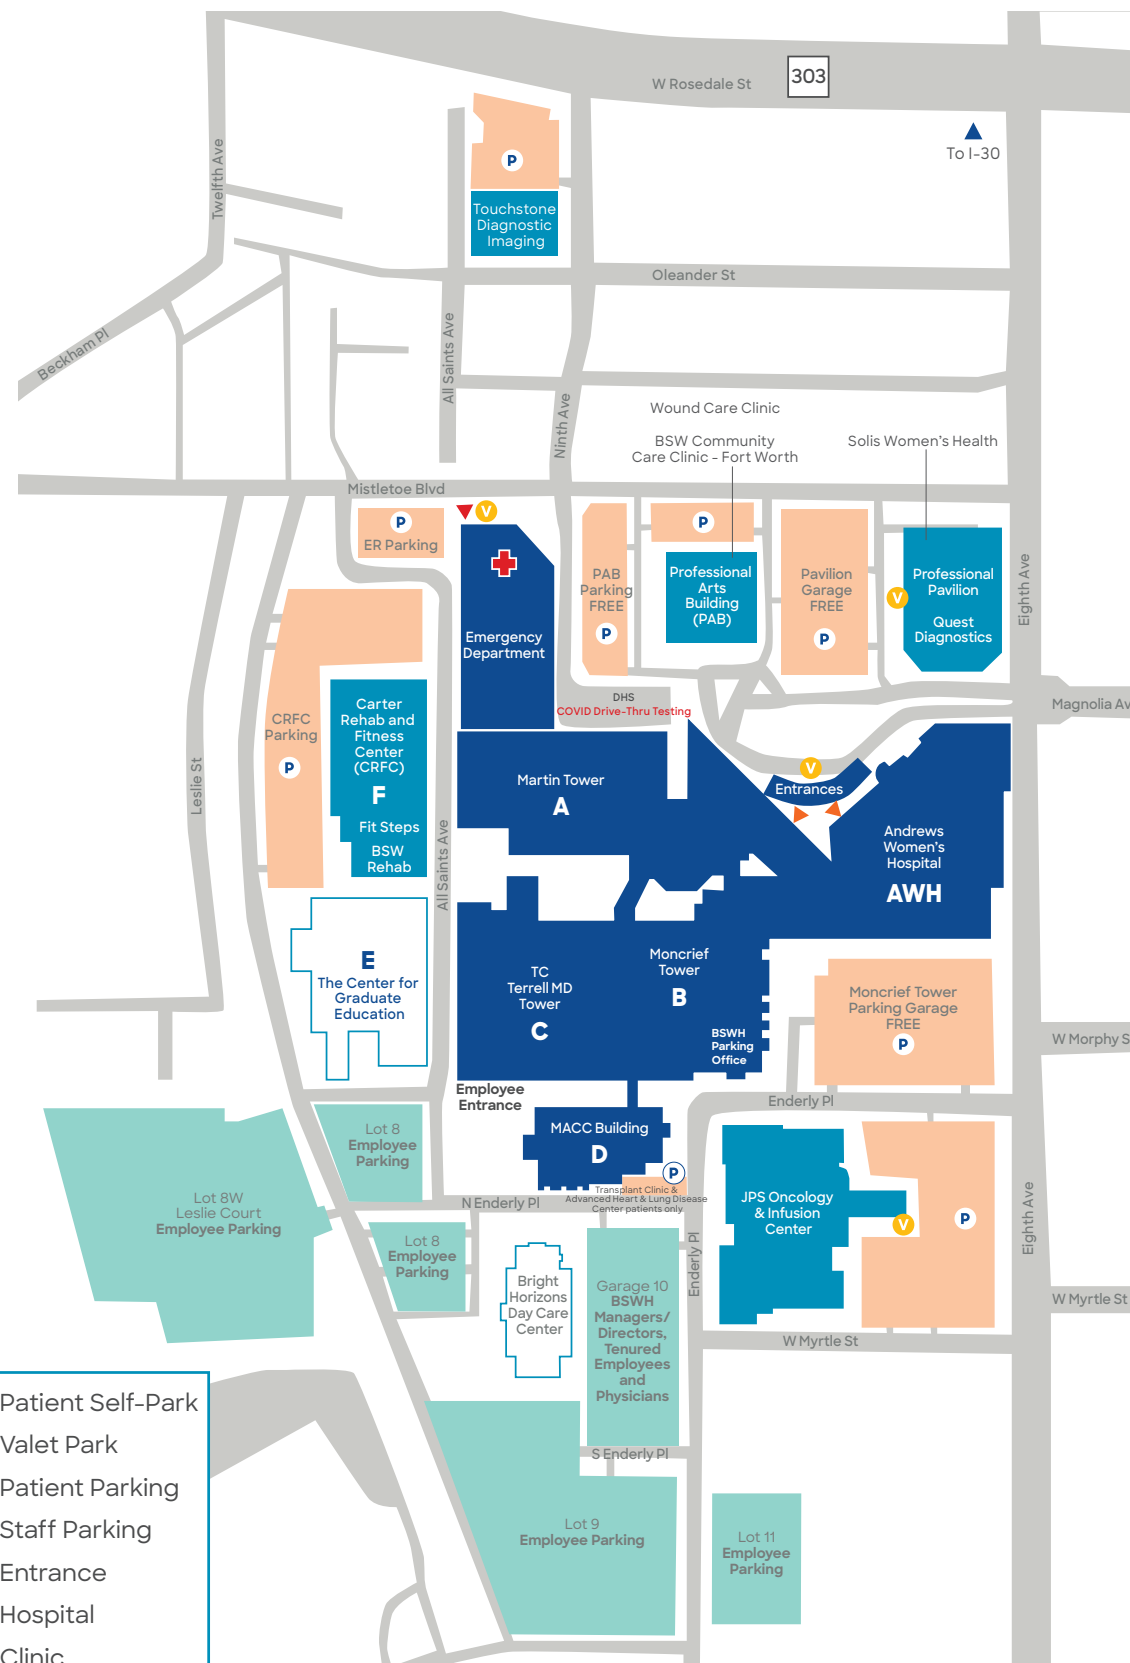 W Rosedale St
303
To I-30
Twelfth Ave
P
Touchstone
Diagnostic
Imaging
Oleander St
Beckham Pl
All Saints Ave
Ninth Ave
Wound Care Clinic
BSW Community
Care Clinic - Fort Worth
Solis Women's Health
Mistletoe Blvd
P
ER Parking
V
P
PAB
Parking
FREE
P
Professional
Arts
Building
(PAB)
Pavilion
Garage
FREE
P
V
Professional
Pavilion
Quest
Diagnostics
Eighth Ave
Emergency
Department
DHS
COVID Drive-Thru Testing
Magnolia Av
CRFC
Parking
P
Carter
Rehab and
Fitness
Center
(CRFC)
F
Fit Steps
BSW
Rehab
Leslie St
All Saints Ave
Martin Tower
A
V
Entrances
Andrews
Women's
Hospital
AWH
E
The Center for
Graduate
Education
TC
Terrell MD
Tower
C
Moncrief
Tower
B
BSWH
Parking
Office
Moncrief Tower
Parking Garage
FREE
P
W Morphy S
Employee
Entrance
Enderly Pl
MACC Building
D
P
Transplant Clinic &
Advanced Heart & Lung Disease
Center patients only
Lot 8
Employee
Parking
Lot 8W
Leslie Court
Employee Parking
N Enderly Pl
JPS Oncology
& Infusion
Center
V
P
Eighth Ave
Lot 8
Employee
Parking
Bright
Horizons
Day Care
Center
Garage 10
BSWH
Managers/
Directors,
Tenured
Employees
and
Physicians
Enderly Pl
W Myrtle St
W Myrtle St
S Enderly Pl
Lot 9
Employee Parking
Lot 11
Employee
Parking
Patient Self-Park
Valet Park
Patient Parking
Staff Parking
Entrance
Hospital
Clinic